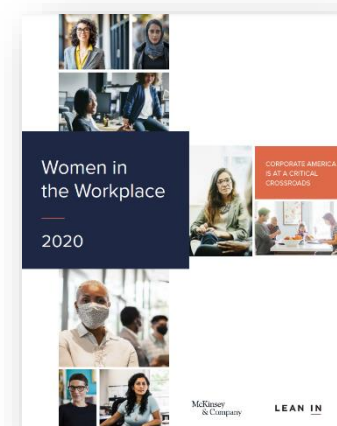 Women in
the Workplace
2020
CORPORATE AMERICA
IS AT A CRITICAL
CROSSROADS
McKinsey
& Company
LEAN IN